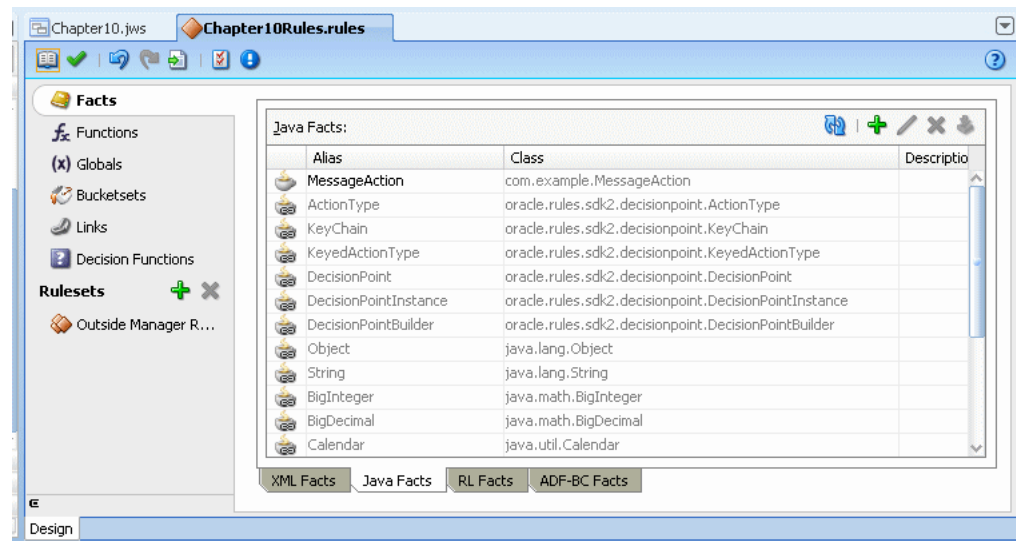 Chapter10.jws
Chapter10Rules.rules
Facts
fx Functions
(x) Globals
Bucketsets
Links
Decision Functions
Rulesets
Outside Manager R...
Java Facts:
Alias Class Descriptio
MessageAction com.example.MessageAction
ActionType oracle.rules.sdk2.decisionpoint.ActionType
KeyChain oracle.rules.sdk2.decisionpoint.KeyChain
KeyedActionType oracle.rules.sdk2.decisionpoint.KeyedActionType
DecisionPoint oracle.rules.sdk2.decisionpoint.DecisionPoint
DecisionPointInstance oracle.rules.sdk2.decisionpoint.DecisionPointInstance
DecisionPointBuilder oracle.rules.sdk2.decisionpoint.DecisionPointBuilder
Object java.lang.Object
String java.lang.String
BigInteger java.math.BigInteger
BigDecimal java.math.BigDecimal
Calendar java.util.Calendar
XML Facts Java Facts RL Facts ADF-BC Facts
Design